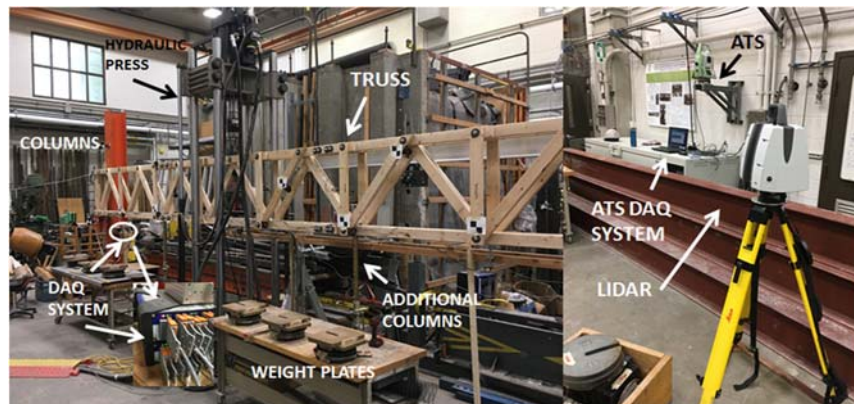 HYDRAULIC
PRESS
TRUSS
COLUMNS
DAQ
SYSTEM
ADDITIONAL
COLUMNS
WEIGHT PLATES
ATS
ATS DAQ
SYSTEM
LIDAR